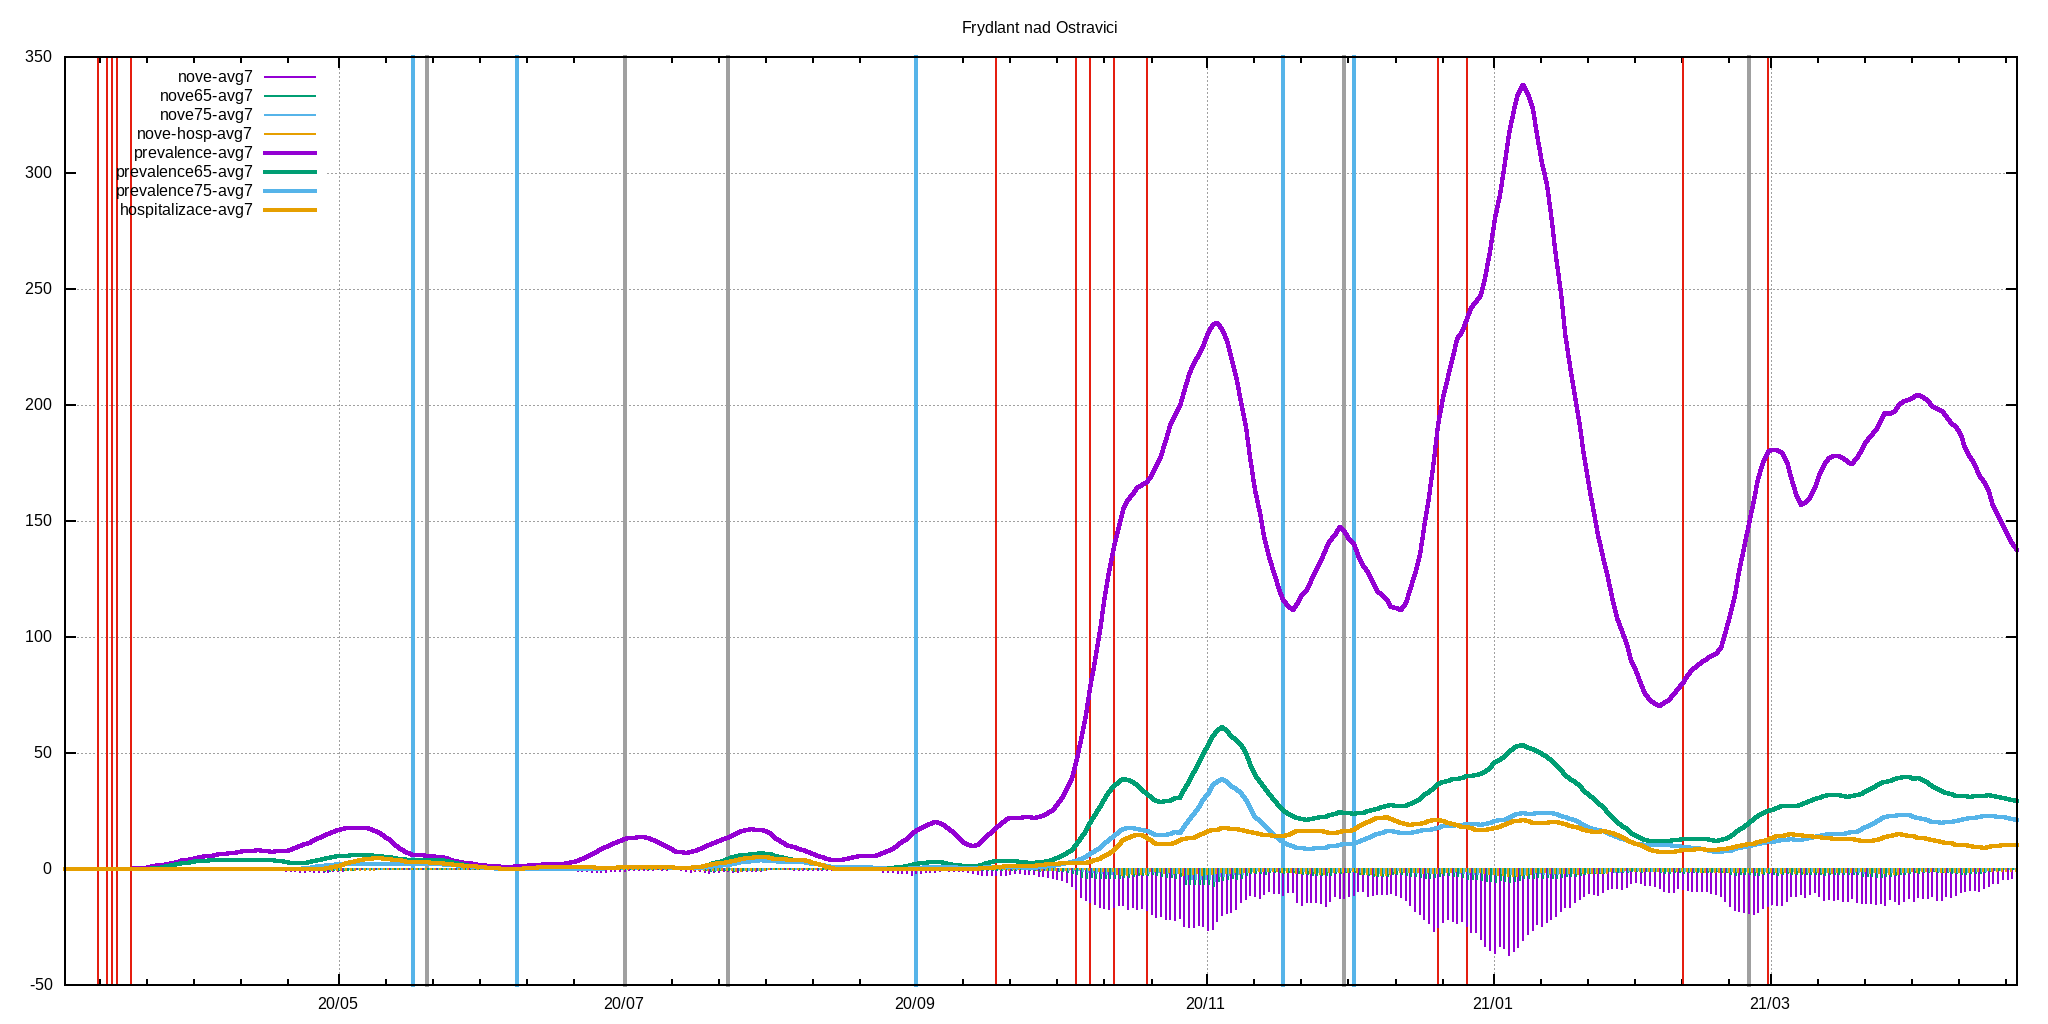 Frydlant nad Ostravici
350
300
250
200
150
100
50
0
-50
nove-avg7
nove65-avg7
nove75-avg7
nove-hosp-avg7
prevalence-avg7
prevalence65-avg7
prevalence75-avg7
hospitalizace-avg7
20/05 20/07 20/09 20/11 21/01 21/03